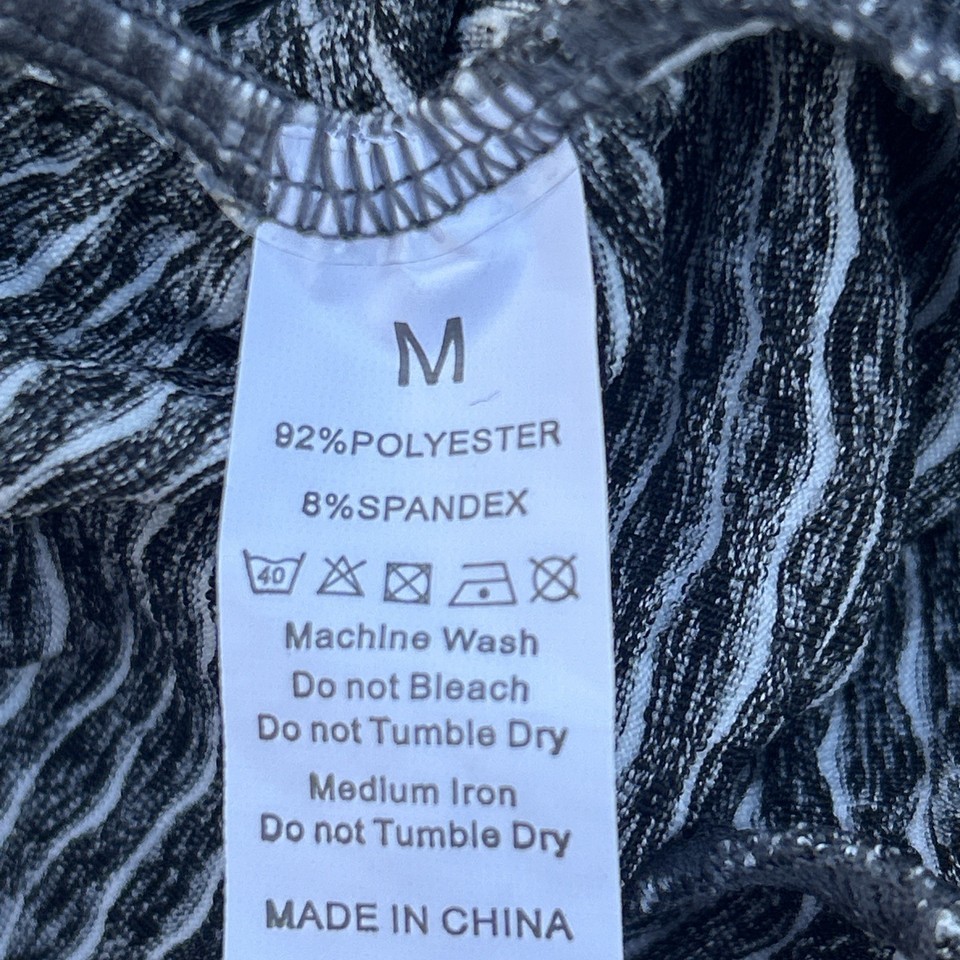 M
92%POLYESTER
8%SPANDEX
40
Machine Wash
Do not Bleach
Do not Tumble Dry
Medium Iron
Do not Tumble Dry
MADE IN CHINA